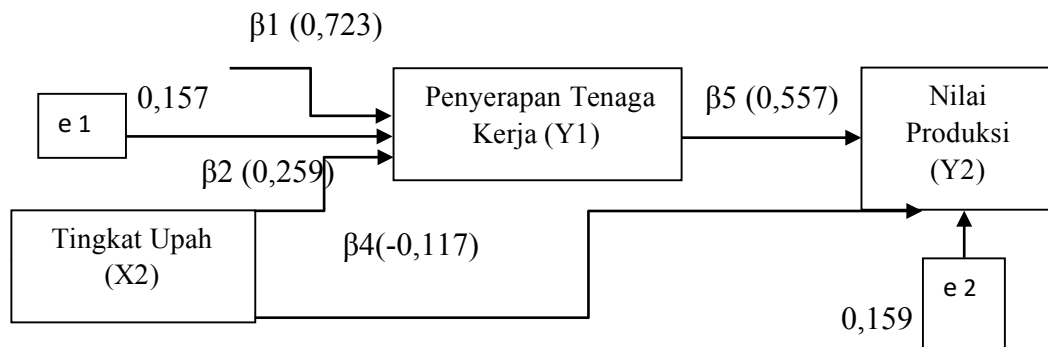 β1 (0,723)
0,157
e 1
Penyerapan Tenaga
Kerja (Y1)
β5 (0,557)
Nilai
Produksi
(Y2)
β2 (0,259)
Tingkat Upah
(X2)
β4(-0,117)
e 2
0,159